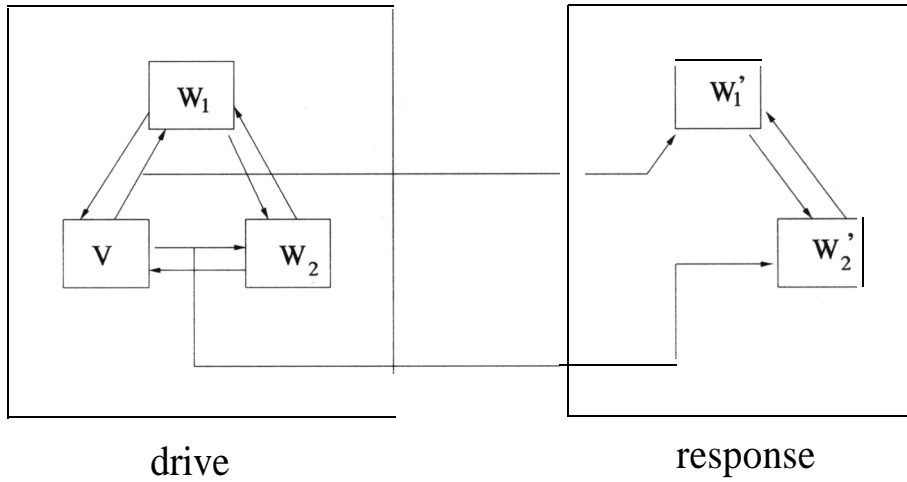 W₁
V
W₂
W₁'
W₂'
drive
response